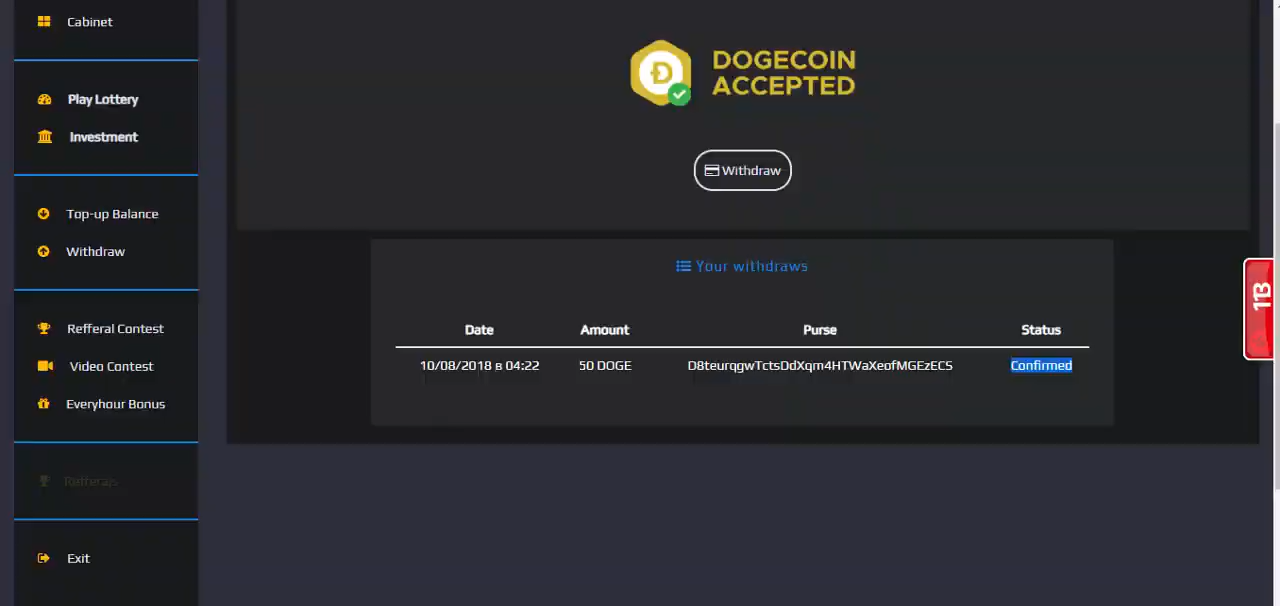 Cabinet
Play Lottery
Investment
Top-up Balance
Withdraw
Refferal Contest
Video Contest
Everyhour Bonus
Refferals
Exit
DOGECOIN
ACCEPTED
Withdraw
Your withdraws
Date Amount Purse Status
10/08/2018 в 04:22 50 DOGE D8teurqgwTctsDdXqm4HTWaXeofMGEzECS Confirmed